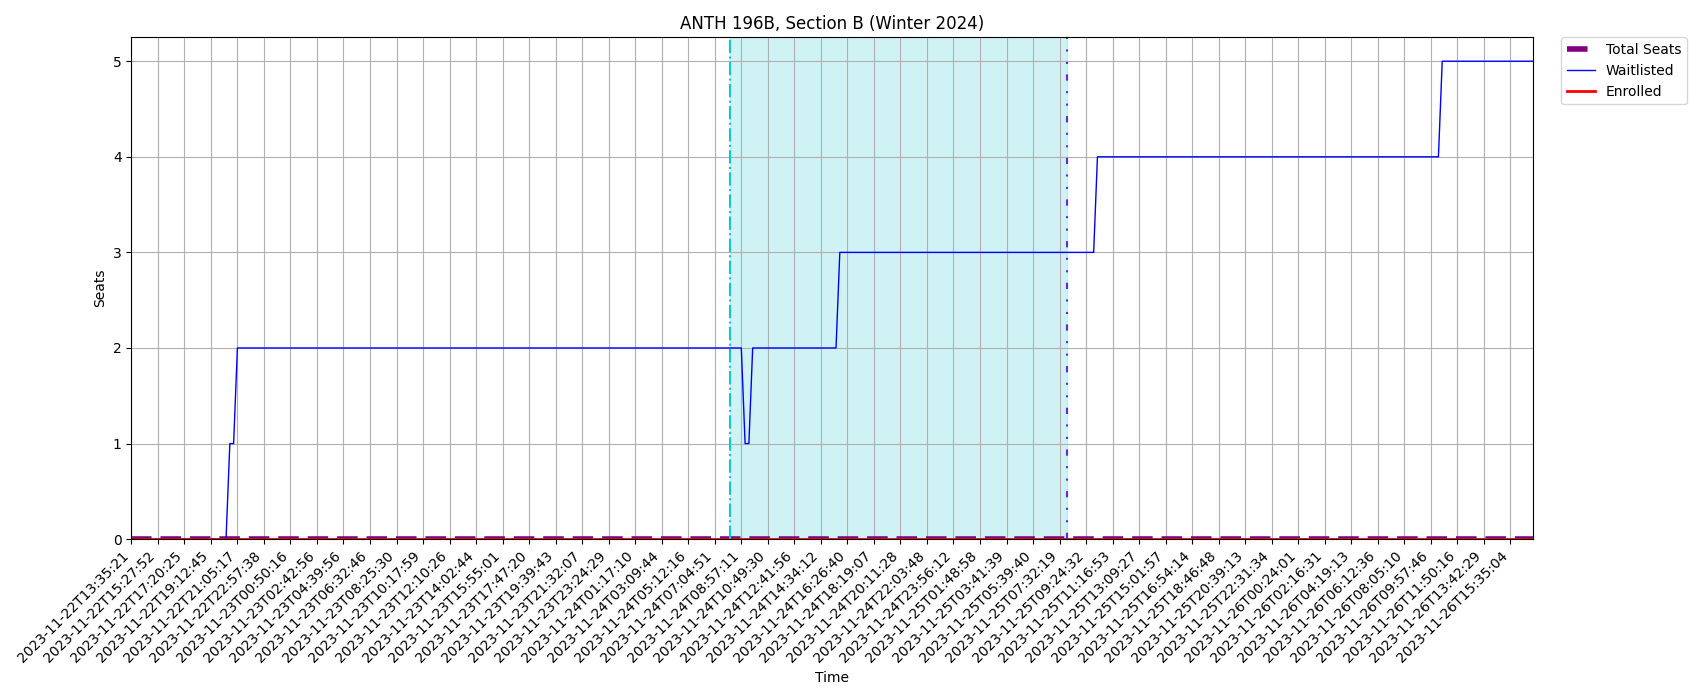 ANTH 196B, Section B (Winter 2024)
Total Seats
Waitlisted
Enrolled
Seats
5
4
3
2
1
0
2023-11-22T13:35:21
2023-11-22T15:27:52
2023-11-22T17:20:25
2023-11-22T19:12:45
2023-11-22T21:05:17
2023-11-22T22:57:38
2023-11-23T00:50:16
2023-11-23T02:42:56
2023-11-23T04:39:56
2023-11-23T06:32:46
2023-11-23T08:25:30
2023-11-23T10:17:59
2023-11-23T12:10:26
2023-11-23T14:02:44
2023-11-23T15:55:01
2023-11-23T17:47:20
2023-11-23T19:39:43
2023-11-23T21:32:07
2023-11-23T23:24:29
2023-11-24T01:17:10
2023-11-24T03:09:44
2023-11-24T05:12:16
2023-11-24T07:04:51
2023-11-24T08:57:11
2023-11-24T10:49:30
2023-11-24T12:41:56
2023-11-24T14:34:12
2023-11-24T16:26:40
2023-11-24T18:19:07
2023-11-24T20:11:28
2023-11-24T22:03:48
2023-11-24T23:56:12
2023-11-25T01:48:58
2023-11-25T03:41:39
2023-11-25T05:39:40
2023-11-25T07:32:19
2023-11-25T09:24:32
2023-11-25T11:16:53
2023-11-25T13:09:27
2023-11-25T15:01:57
2023-11-25T16:54:14
2023-11-25T18:46:48
2023-11-25T20:39:13
2023-11-25T22:31:34
2023-11-26T00:24:01
2023-11-26T02:16:31
2023-11-26T04:19:13
2023-11-26T06:12:36
2023-11-26T08:05:10
2023-11-26T09:57:46
2023-11-26T11:50:16
2023-11-26T13:42:29
2023-11-26T15:35:04
Time